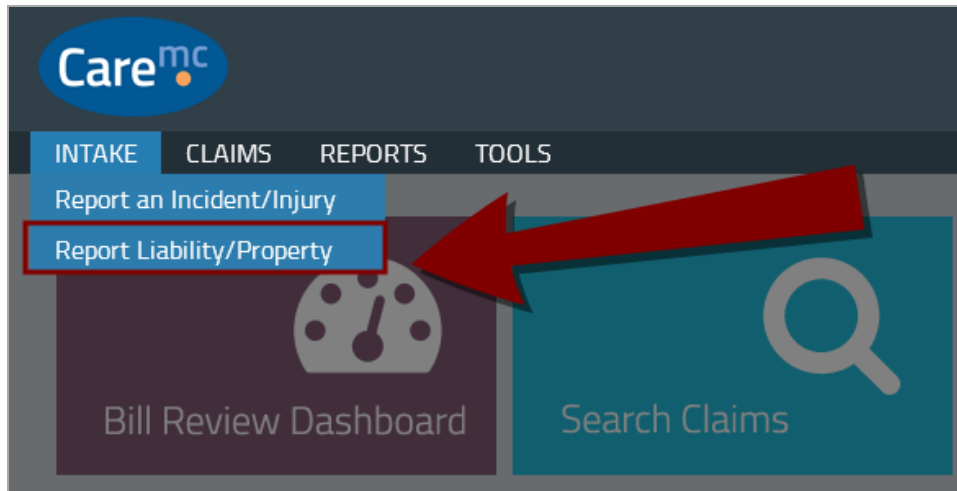 Care mc
INTAKE CLAIMS REPORTS TOOLS
Report an Incident/Injury
Report Liability/Property
Bill Review Dashboard
Search Claims